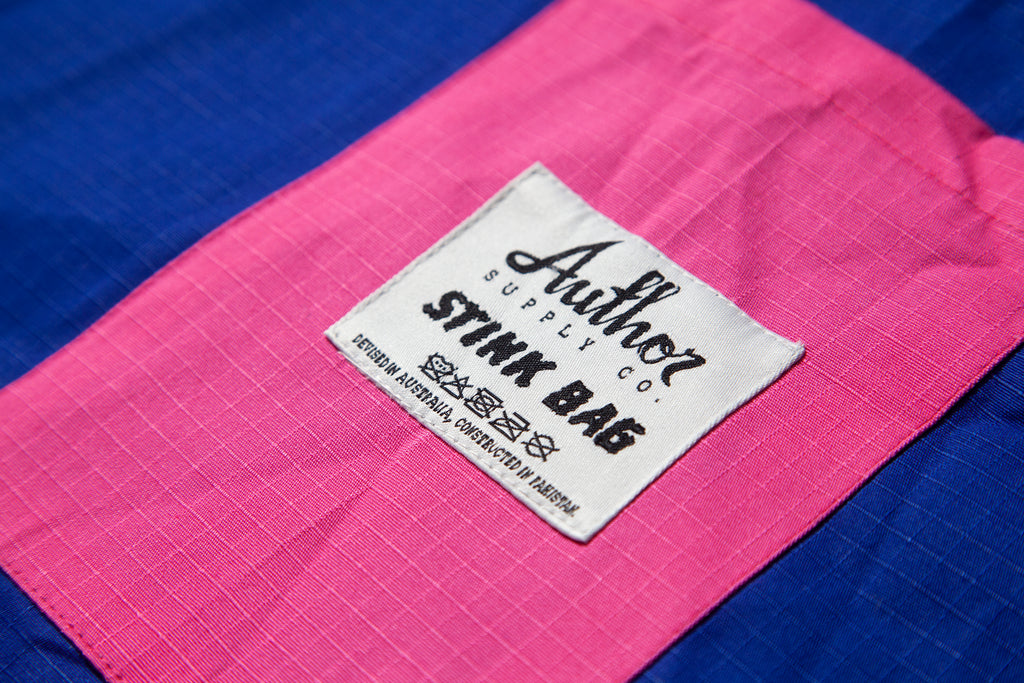 Author
SUPPLY CO.
STINK BAG
DEVISED IN AUSTRALIA, CONSTRUCTED IN PAKISTAN.